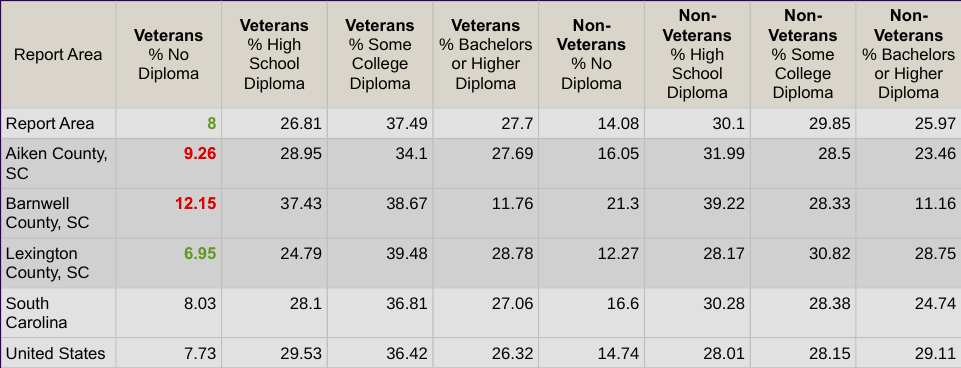 Report Area
Veterans
% No
Diploma
Veterans
% High
School
Diploma
Veterans
% Some
College
Diploma
Veterans
% Bachelors
or Higher
Diploma
Non-
Veterans
% No
Diploma
Non-
Veterans
% High
School
Diploma
Non-
Veterans
% Some
College
Diploma
Non-
Veterans
% Bachelors
or Higher
Diploma
Report Area 8 26.81 37.49 27.7 14.08 30.1 29.85 25.97
Aiken County, 9.26 28.95 34.1 27.69 16.05 31.99 28.5 23.46
SC
Barnwell 12.15 37.43 38.67 11.76 21.3 39.22 28.33 11.16
County, SC
Lexington 6.95 24.79 39.48 28.78 12.27 28.17 30.82 28.75
County, SC
South 8.03 28.1 36.81 27.06 16.6 30.28 28.38 24.74
Carolina
United States 7.73 29.53 36.42 26.32 14.74 28.01 28.15 29.11